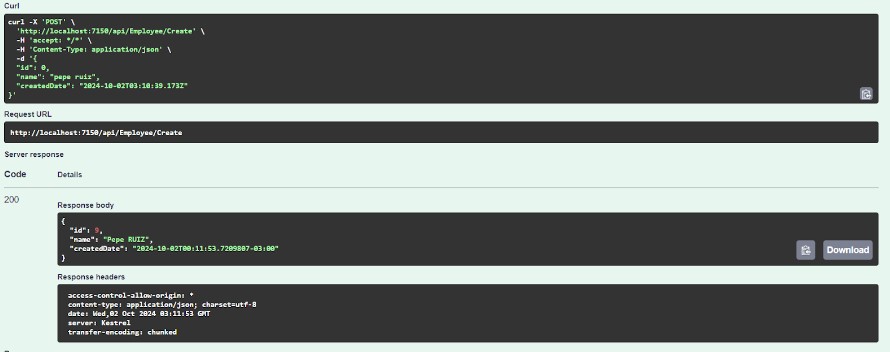 Curl
curl -X 'POST' \
'http://localhost:7150/api/Employee/Create' \
-H 'accept: */*' \
-H 'Content-Type: application/json' \
-d '{
"id": 0,
"name": "pepe ruiz",
"createdDate": "2024-10-02T03:10:39.173Z"
}'
Request URL
http://localhost:7150/api/Employee/Create
Server response
Code Details
200
Response body
{
"id": 9,
"name": "Pepe RUIZ",
"createdDate": "2024-10-02T00:11:53.7209807-03:00"
}
Download
Response headers
access-control-allow-origin: *
content-type: application/json; charset=utf-8
date: Wed,02 Oct 2024 03:11:53 GMT
server: Kestrel
transfer-encoding: chunked